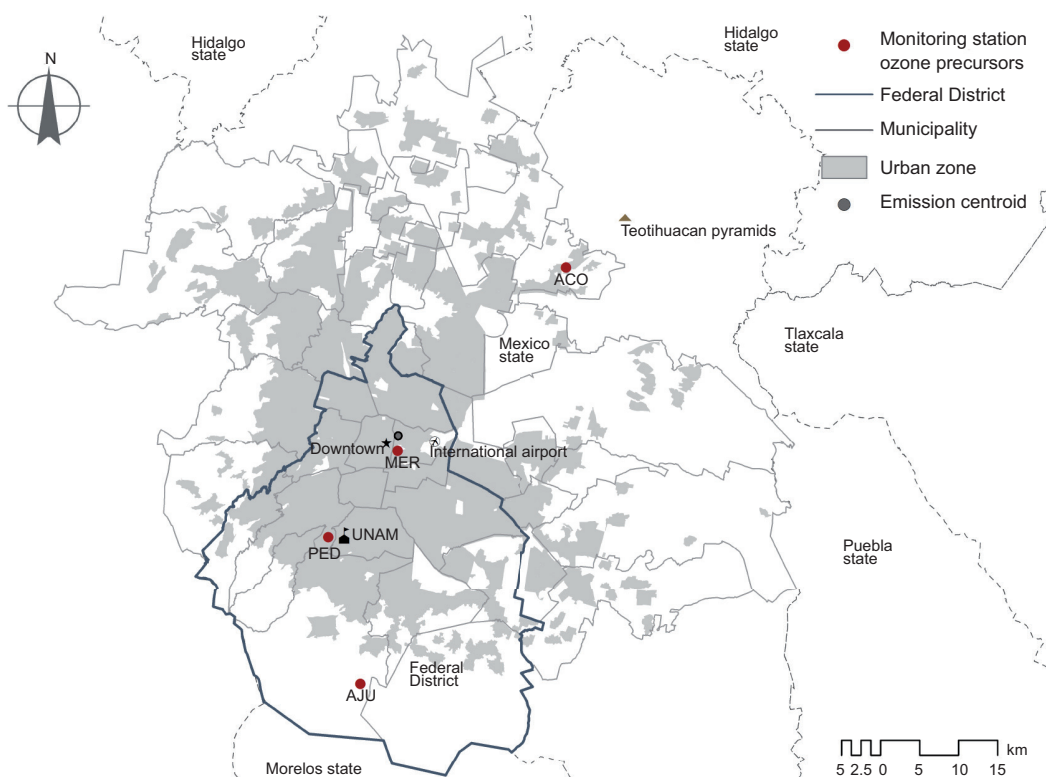 Hidalgo
state
Hidalgo
state
Monitoring station
ozone precursors
Federal District
Municipality
Urban zone
Emission centroid
N
Teotihuacan pyramids
ACO
Mexico
state
Tlaxcala
state
Downtown
MER
International airport
UNAM
PED
Puebla
state
Federal
District
AJU
Morelos state
km
5 2.5 0 5 10 15